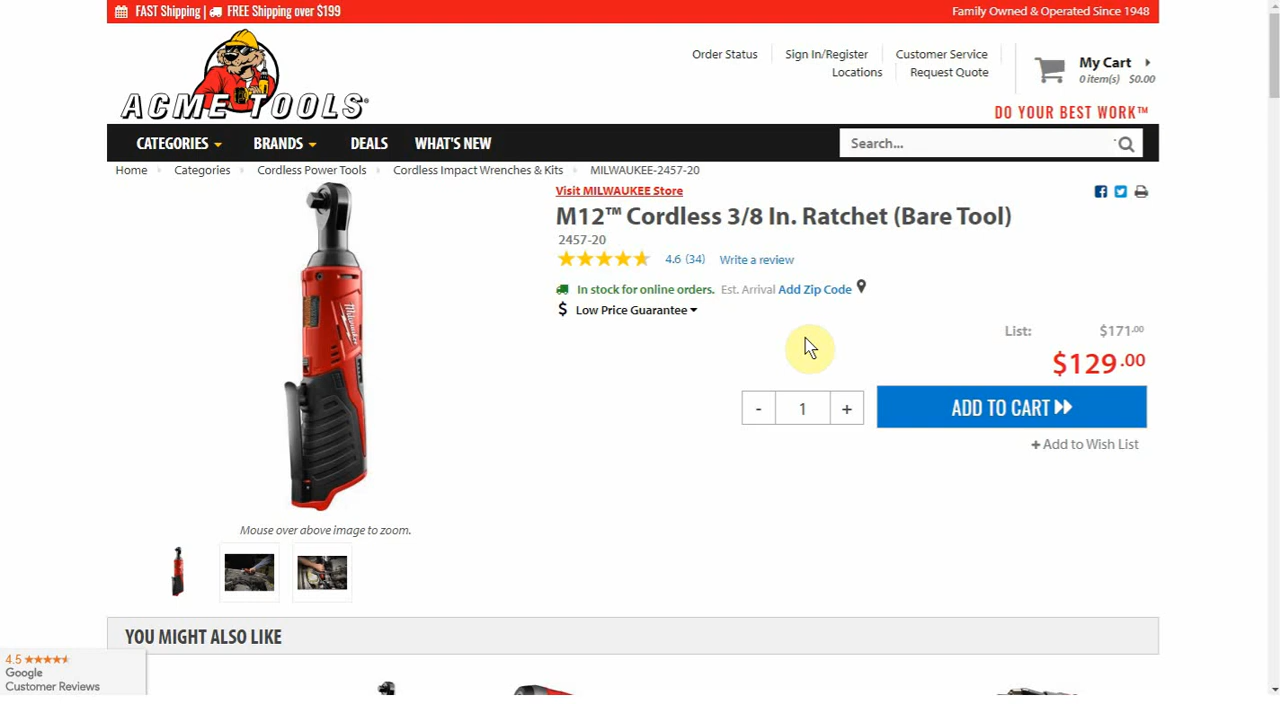 FAST Shipping | FREE Shipping over $199
Family Owned & Operated Since 1948
Order Status
Sign In/Register
Customer Service
Locations
Request Quote
My Cart
0 item(s) $0.00
ACME TOOLS®
DO YOUR BEST WORK™
CATEGORIES
BRANDS
DEALS
WHAT'S NEW
Search...
Home
Categories
Cordless Power Tools
Cordless Impact Wrenches & Kits
MILWAUKEE-2457-20
Visit MILWAUKEE Store
M12™ Cordless 3/8 In. Ratchet (Bare Tool)
2457-20
4.6 (34) Write a review
In stock for online orders. Est. Arrival Add Zip Code
$ Low Price Guarantee
List: $171.00
$129.00
- 1 +
ADD TO CART
+ Add to Wish List
Milwaukee
Mouse over above image to zoom.
YOU MIGHT ALSO LIKE
4.5
Google
Customer Reviews